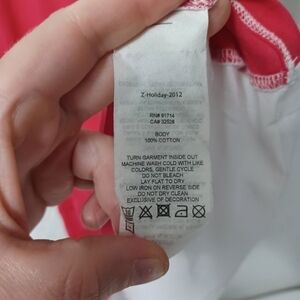 Z-Holiday-2012
RN# 91714
CA# 32528
BODY
100% COTTON
TURN GARMENT INSIDE OUT
MACHINE WASH COLD WITH LIKE
COLORS, GENTLE CYCLE
DO NOT BLEACH
LAY FLAT TO DRY
LOW IRON ON REVERSE SIDE
DO NOT DRY CLEAN
EXCLUSIVE OF DECORATION